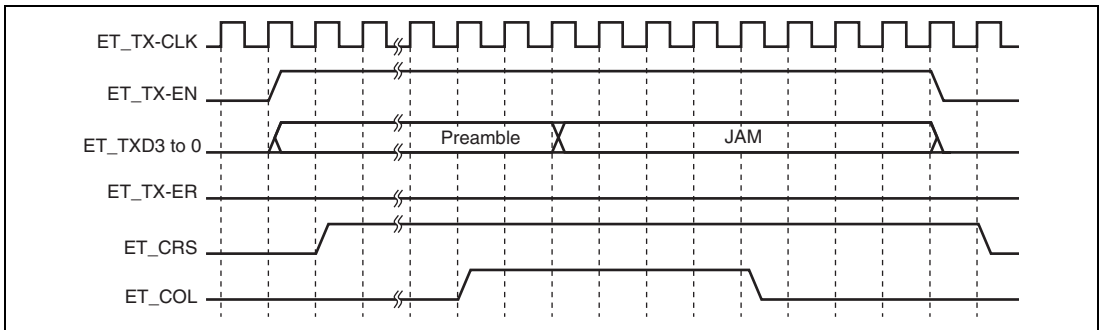 ET_TX-CLK
ET_TX-EN
ET_TXD3 to 0
Preamble
JAM
ET_TX-ER
ET_CRS
ET_COL